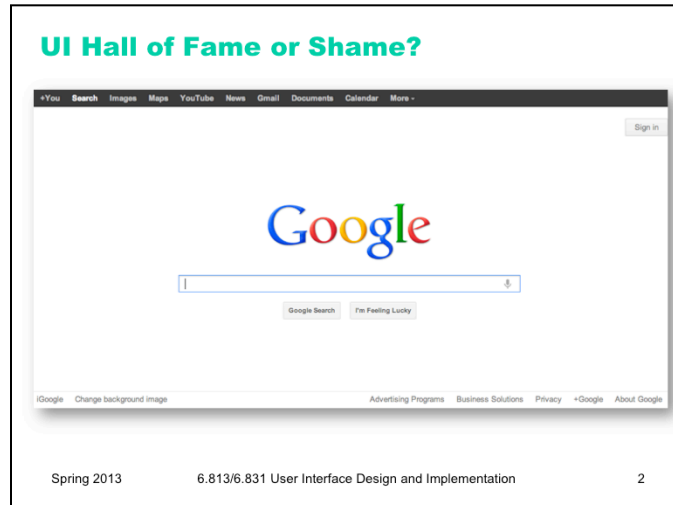 UI Hall of Fame or Shame?
+You Search Images Maps YouTube News Gmail Documents Calendar More
Sign in
Google
Google Search I'm Feeling Lucky
iGoogle Change background image Advertising Programs Business Solutions Privacy +Google About Google
Spring 2013 6.813/6.831 User Interface Design and Implementation 2